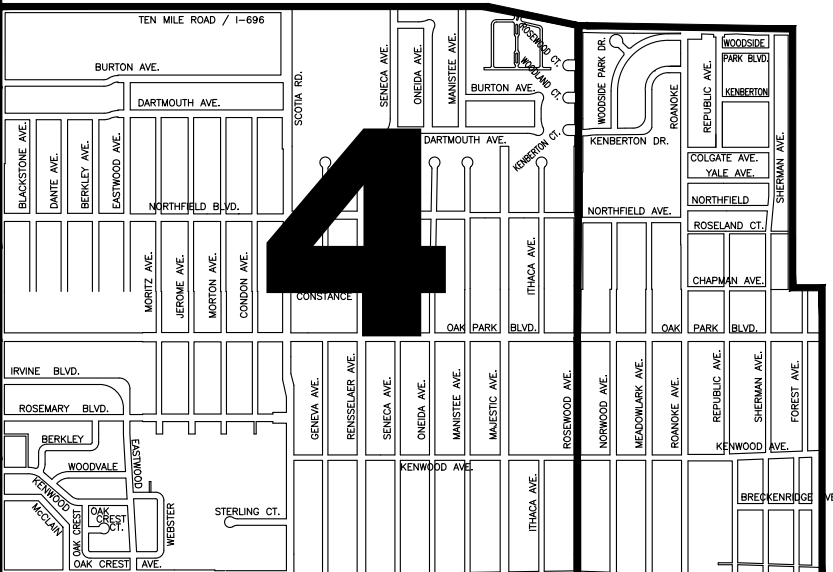 TEN MILE ROAD / I-696
ROSEWOOD CT.
WOODSIDE
BURTON AVE.
SCOTIA RD.
SENECA AVE.
ONEIDA AVE.
MANISTEE AVE.
WOODLAND CT.
WOODSIDE PARK DR.
ROANOKE
REPUBLIC AVE.
PARK BLVD.
BURTON AVE.
KENBERTON
DARTMOUTH AVE.
BLACKSTONE AVE.
DANTE AVE.
BERKLEY AVE.
EASTWOOD AVE.
4
DARTMOUTH AVE.
KENBERTON CT.
KENBERTON DR.
SHERMAN AVE.
COLGATE AVE.
YALE AVE.
NORTHFIELD BLVD.
NORTHFIELD AVE.
NORTHFIELD
ROSELAND CT.
MORITZ AVE.
JEROME AVE.
MORTON AVE.
CONDON AVE.
ITHACA AVE.
CHAPMAN AVE.
CONSTANCE
OAK PARK BLVD.
OAK PARK BLVD.
IRVINE BLVD.
GENEVA AVE.
RENSSELAER AVE.
SENECA AVE.
ONEIDA AVE.
MANISTEE AVE.
MAJESTIC AVE.
ROSEWOOD AVE.
NORWOOD AVE.
MEADOWLARK AVE.
ROANOKE AVE.
REPUBLIC AVE.
SHERMAN AVE.
FOREST AVE.
ROSEMARY BLVD.
BERKLEY
EASTWOOD
KENWOOD AVE.
WOODVALE
KENWOOD AVE.
KENWOOD
ITHACA AVE.
BRECKENRIDGE AVE
McCLAIN
OAK CREST
OAK
CREST
CT.
WEBSTER
STERLING CT.
OAK CREST AVE.